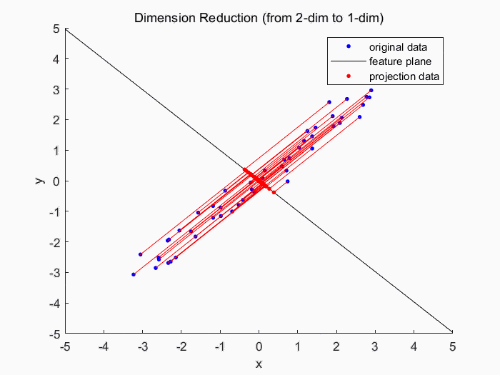 Dimension Reduction (from 2-dim to 1-dim)
original data
feature plane
projection data
5
4
3
2
1
0
-1
-2
-3
-4
-5
y
-5 -4 -3 -2 -1 0 1 2 3 4 5
x